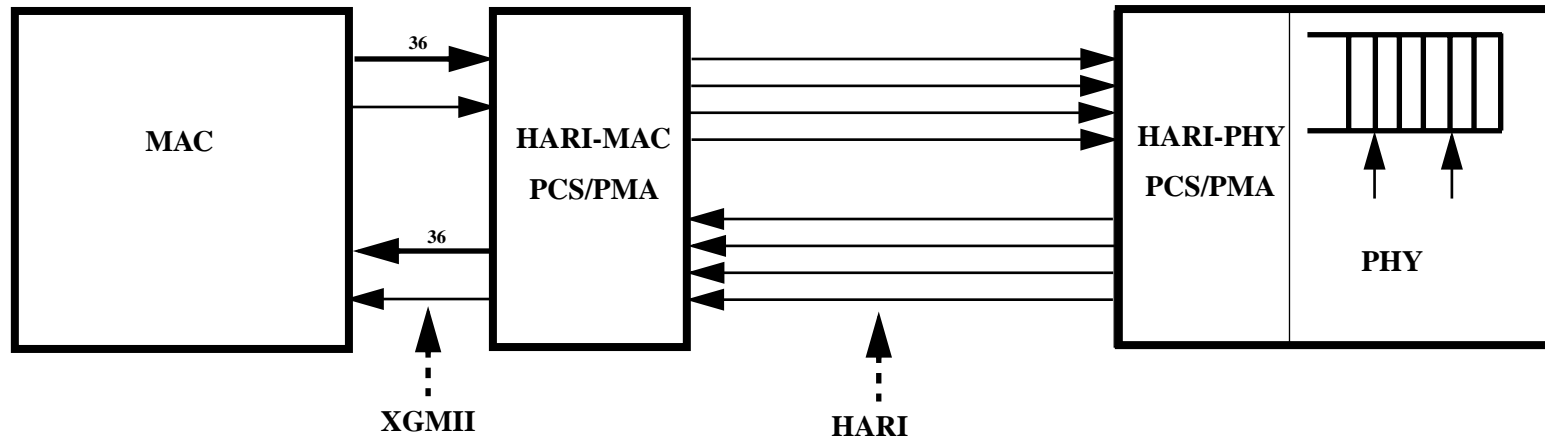 36
MAC
36
XGMII
HARI-MAC
PCS/PMA
HARI
HARI-PHY
PCS/PMA
PHY